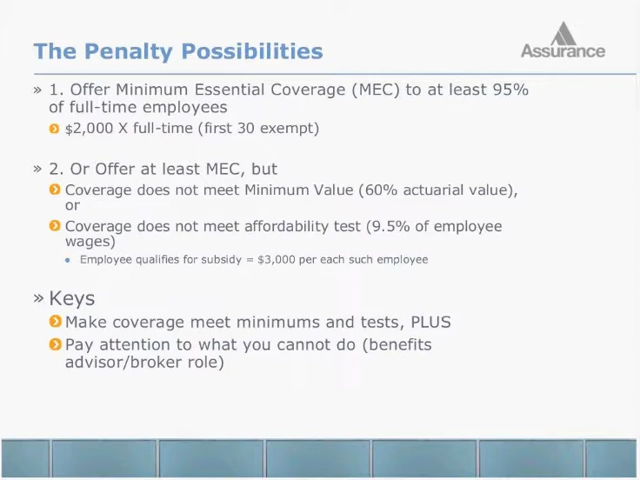 The Penalty Possibilities
Assurance
» 1. Offer Minimum Essential Coverage (MEC) to at least 95%
of full-time employees
$2,000 X full-time (first 30 exempt)
» 2. Or Offer at least MEC, but
Coverage does not meet Minimum Value (60% actuarial value),
or
Coverage does not meet affordability test (9.5% of employee
wages)
• Employee qualifies for subsidy = $3,000 per each such employee
» Keys
Make coverage meet minimums and tests, PLUS
Pay attention to what you cannot do (benefits
advisor/broker role)